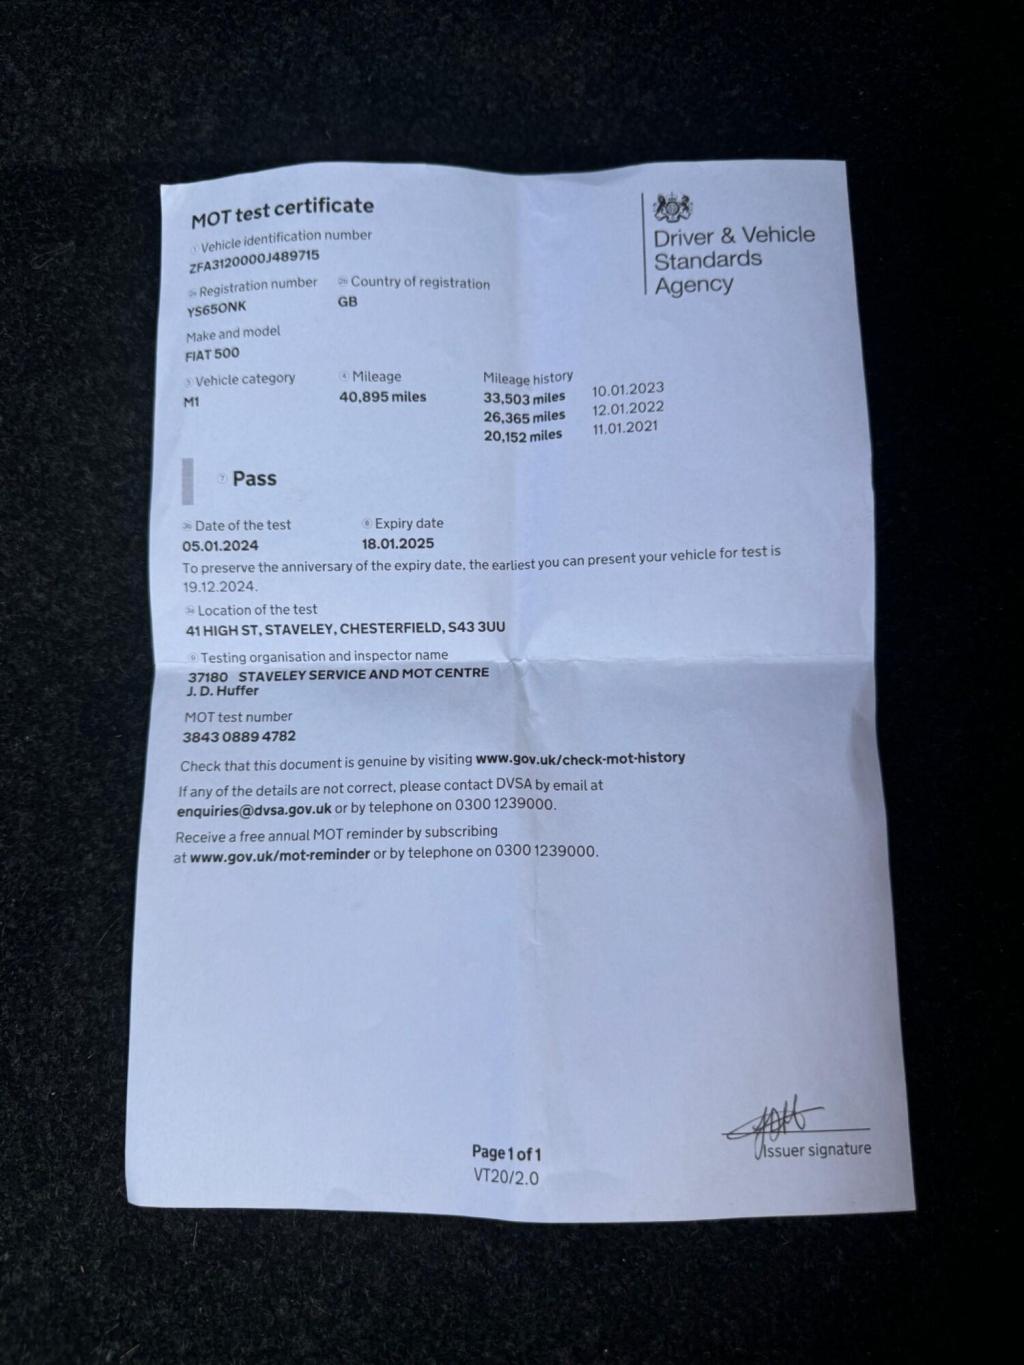 MOT test certificate
Driver & Vehicle
Standards
Agency
Vehicle identification number
ZFA3120000J489715
Registration number Country of registration
YS65ONK GB
Make and model
FIAT 500
Vehicle category Mileage Mileage history
M1 40,895 miles 33,503 miles 10.01.2023
26,365 miles 12.01.2022
20,152 miles 11.01.2021
Pass
Date of the test Expiry date
05.01.2024 18.01.2025
To preserve the anniversary of the expiry date, the earliest you can present your vehicle for test is
19.12.2024.
Location of the test
41 HIGH ST, STAVELEY, CHESTERFIELD, S43 3UU
Testing organisation and inspector name
37180 STAVELEY SERVICE AND MOT CENTRE
J. D. Huffer
MOT test number
3843 0889 4782
Check that this document is genuine by visiting www.gov.uk/check-mot-history
If any of the details are not correct, please contact DVSA by email at
enquiries@dvsa.gov.uk or by telephone on 0300 1239000.
Receive a free annual MOT reminder by subscribing
at www.gov.uk/mot-reminder or by telephone on 0300 1239000.
Issuer signature
Page 1 of 1
VT20/2.0